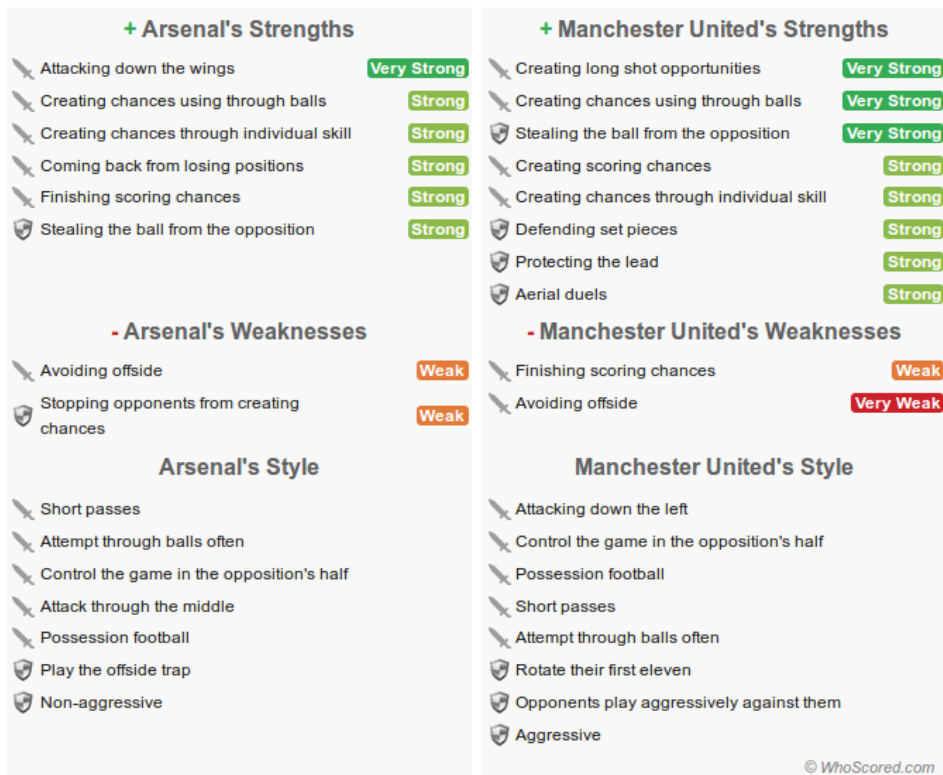 + Arsenal's Strengths
Attacking down the wings Very Strong
Creating chances using through balls Strong
Creating chances through individual skill Strong
Coming back from losing positions Strong
Finishing scoring chances Strong
Stealing the ball from the opposition Strong
- Arsenal's Weaknesses
Avoiding offside Weak
Stopping opponents from creating
chances Weak
Arsenal's Style
Short passes
Attempt through balls often
Control the game in the opposition's half
Attack through the middle
Possession football
Play the offside trap
Non-aggressive
+ Manchester United's Strengths
Creating long shot opportunities Very Strong
Creating chances using through balls Very Strong
Stealing the ball from the opposition Very Strong
Creating scoring chances Strong
Creating chances through individual skill Strong
Defending set pieces Strong
Protecting the lead Strong
Aerial duels Strong
- Manchester United's Weaknesses
Finishing scoring chances Weak
Avoiding offside Very Weak
Manchester United's Style
Attacking down the left
Control the game in the opposition's half
Possession football
Short passes
Attempt through balls often
Rotate their first eleven
Opponents play aggressively against them
Aggressive
© WhoScored.com